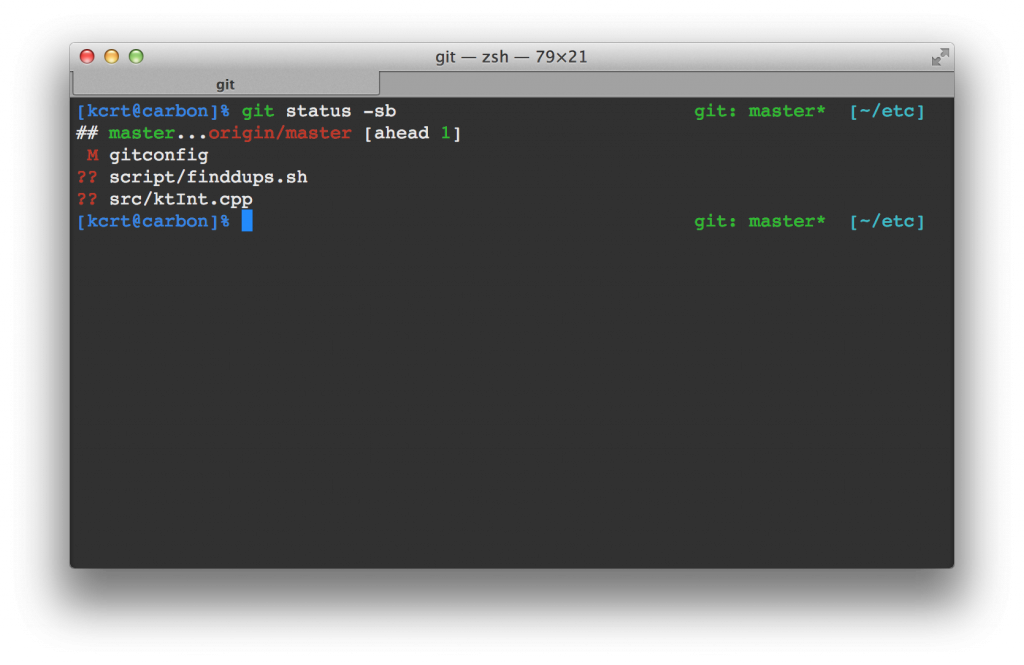 git — zsh — 79×21
git
[kcrt@carbon]% git status -sb git: master* [~/etc]
## master...origin/master [ahead 1]
 M gitconfig
?? script/finddups.sh
?? src/ktInt.cpp
[kcrt@carbon]% git: master* [~/etc]